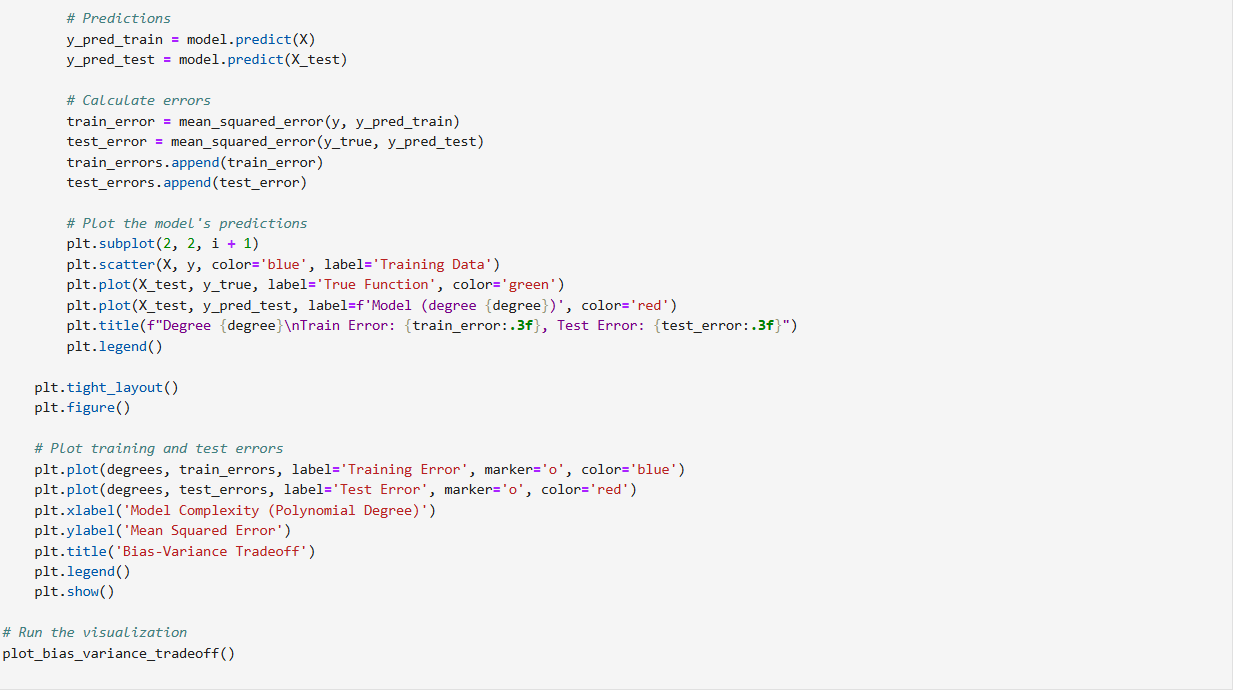 # Predictions
y_pred_train = model.predict(X)
y_pred_test = model.predict(X_test)

# Calculate errors
train_error = mean_squared_error(y, y_pred_train)
test_error = mean_squared_error(y_true, y_pred_test)
train_errors.append(train_error)
test_errors.append(test_error)

# Plot the model's predictions
plt.subplot(2, 2, i + 1)
plt.scatter(X, y, color='blue', label='Training Data')
plt.plot(X_test, y_true, label='True Function', color='green')
plt.plot(X_test, y_pred_test, label=f'Model (degree {degree})', color='red')
plt.title(f"Degree {degree}\nTrain Error: {train_error:.3f}, Test Error: {test_error:.3f}")
plt.legend()

plt.tight_layout()
plt.figure()

# Plot training and test errors
plt.plot(degrees, train_errors, label='Training Error', marker='o', color='blue')
plt.plot(degrees, test_errors, label='Test Error', marker='o', color='red')
plt.xlabel('Model Complexity (Polynomial Degree)')
plt.ylabel('Mean Squared Error')
plt.title('Bias-Variance Tradeoff')
plt.legend()
plt.show()

# Run the visualization
plot_bias_variance_tradeoff()